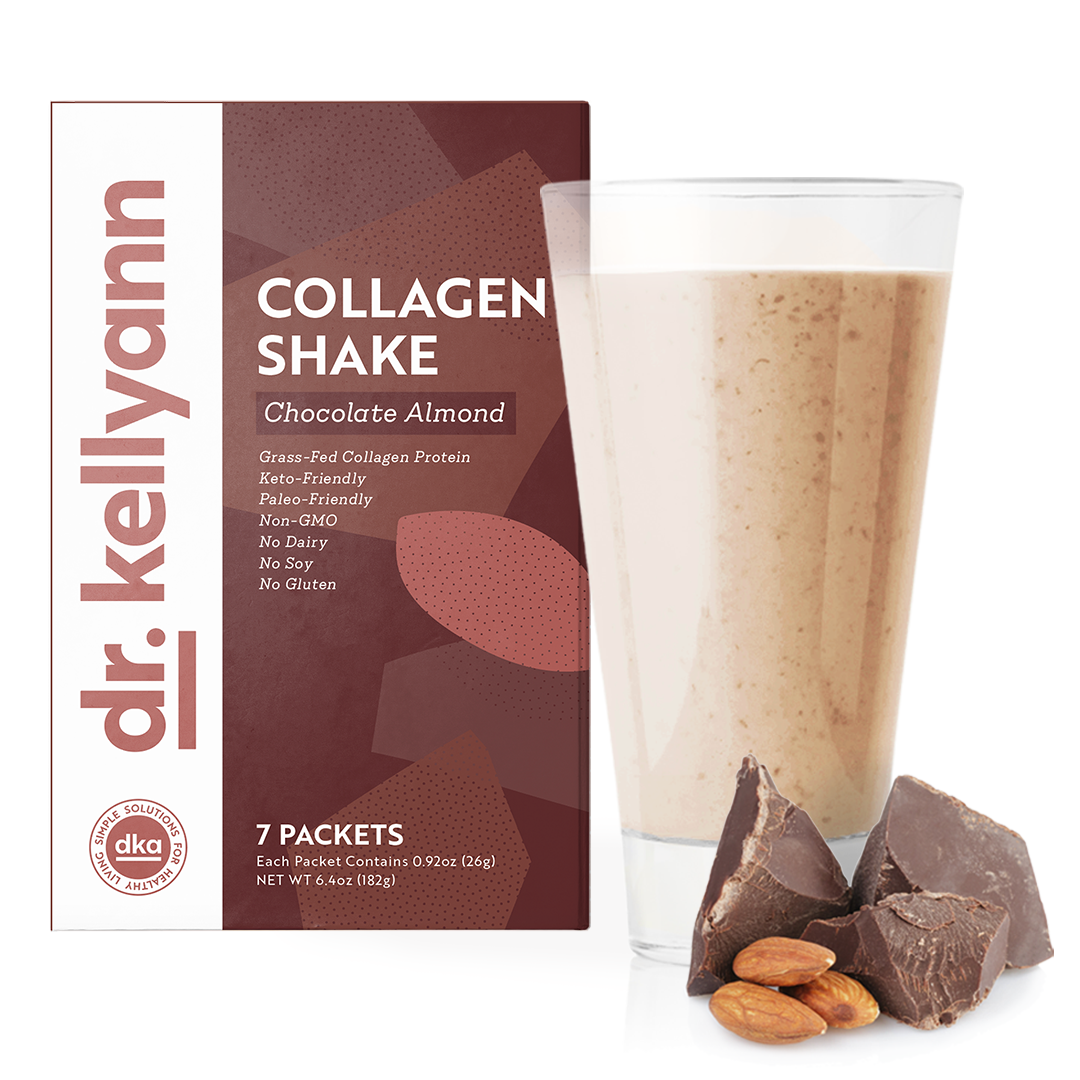 dr. kellyann
SIMPLE SOLUTIONS FOR HEALTHY LIVING
dka
COLLAGEN
SHAKE
Chocolate Almond
Grass-Fed Collagen Protein
Keto-Friendly
Paleo-Friendly
Non-GMO
No Dairy
No Soy
No Gluten
7 PACKETS
Each Packet Contains 0.92oz (26g)
NET WT 6.4oz (182g)